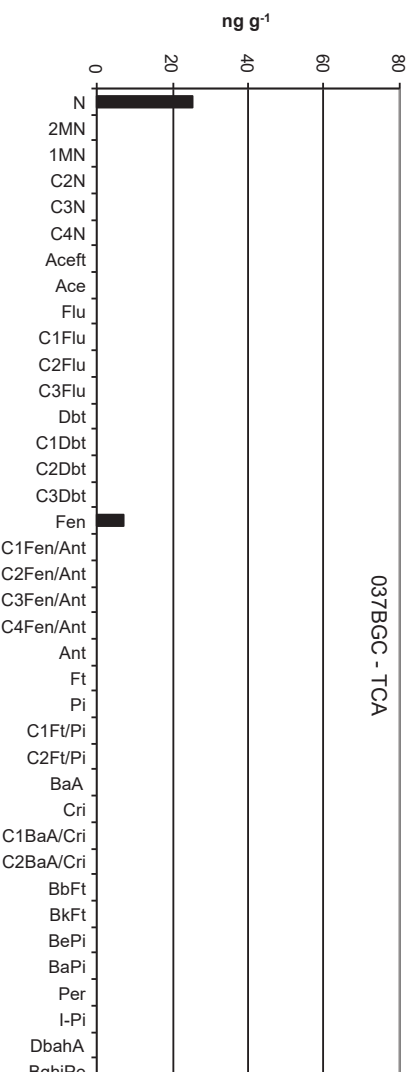 ng g-1
0 20 40 60 80
N
2MN
1MN
C2N
C3N
C4N
Aceft
Ace
Flu
C1Flu
C2Flu
C3Flu
Dbt
C1Dbt
C2Dbt
C3Dbt
Fen
C1Fen/Ant
C2Fen/Ant
C3Fen/Ant
C4Fen/Ant
Ant
Ft
Pi
C1Ft/Pi
C2Ft/Pi
BaA
Cri
C1BaA/Cri
C2BaA/Cri
BbFt
BkFt
BePi
BaPi
Per
I-Pi
DbahA
037BGC - TCA